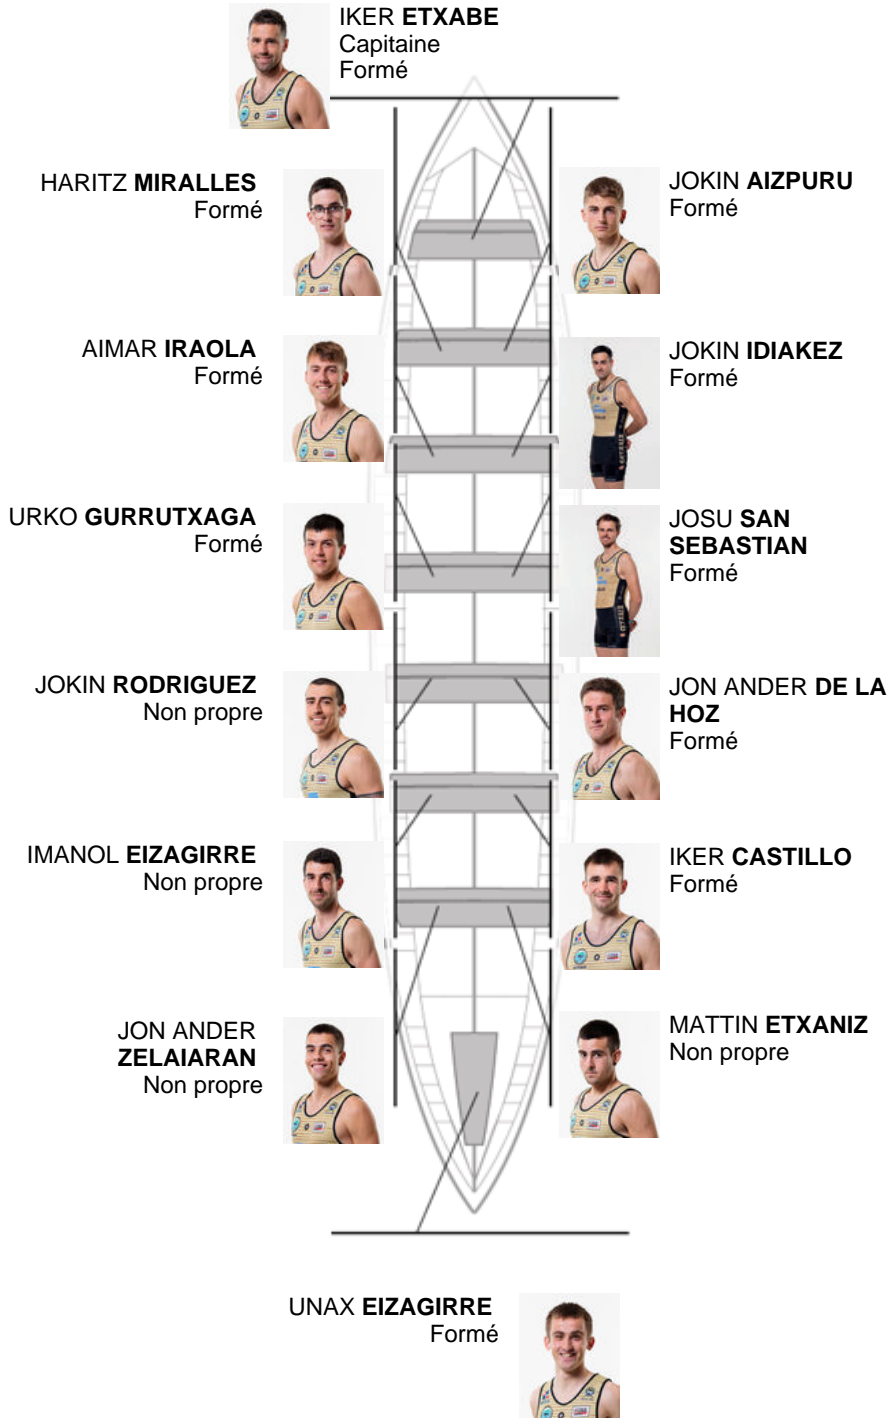 IKER ETXABE
Capitaine
Formé
HARITZ MIRALLES
Formé
JOKIN AIZPURU
Formé
AIMAR IRAOLA
Formé
JOKIN IDIAKEZ
Formé
URKO GURRUTXAGA
Formé
JOSU SAN
SEBASTIAN
Formé
JOKIN RODRIGUEZ
Non propre
JON ANDER DE LA
HOZ
Formé
IMANOL EIZAGIRRE
Non propre
IKER CASTILLO
Formé
JON ANDER
ZELAIARAN
Non propre
MATTIN ETXANIZ
Non propre
UNAX EIZAGIRRE
Formé